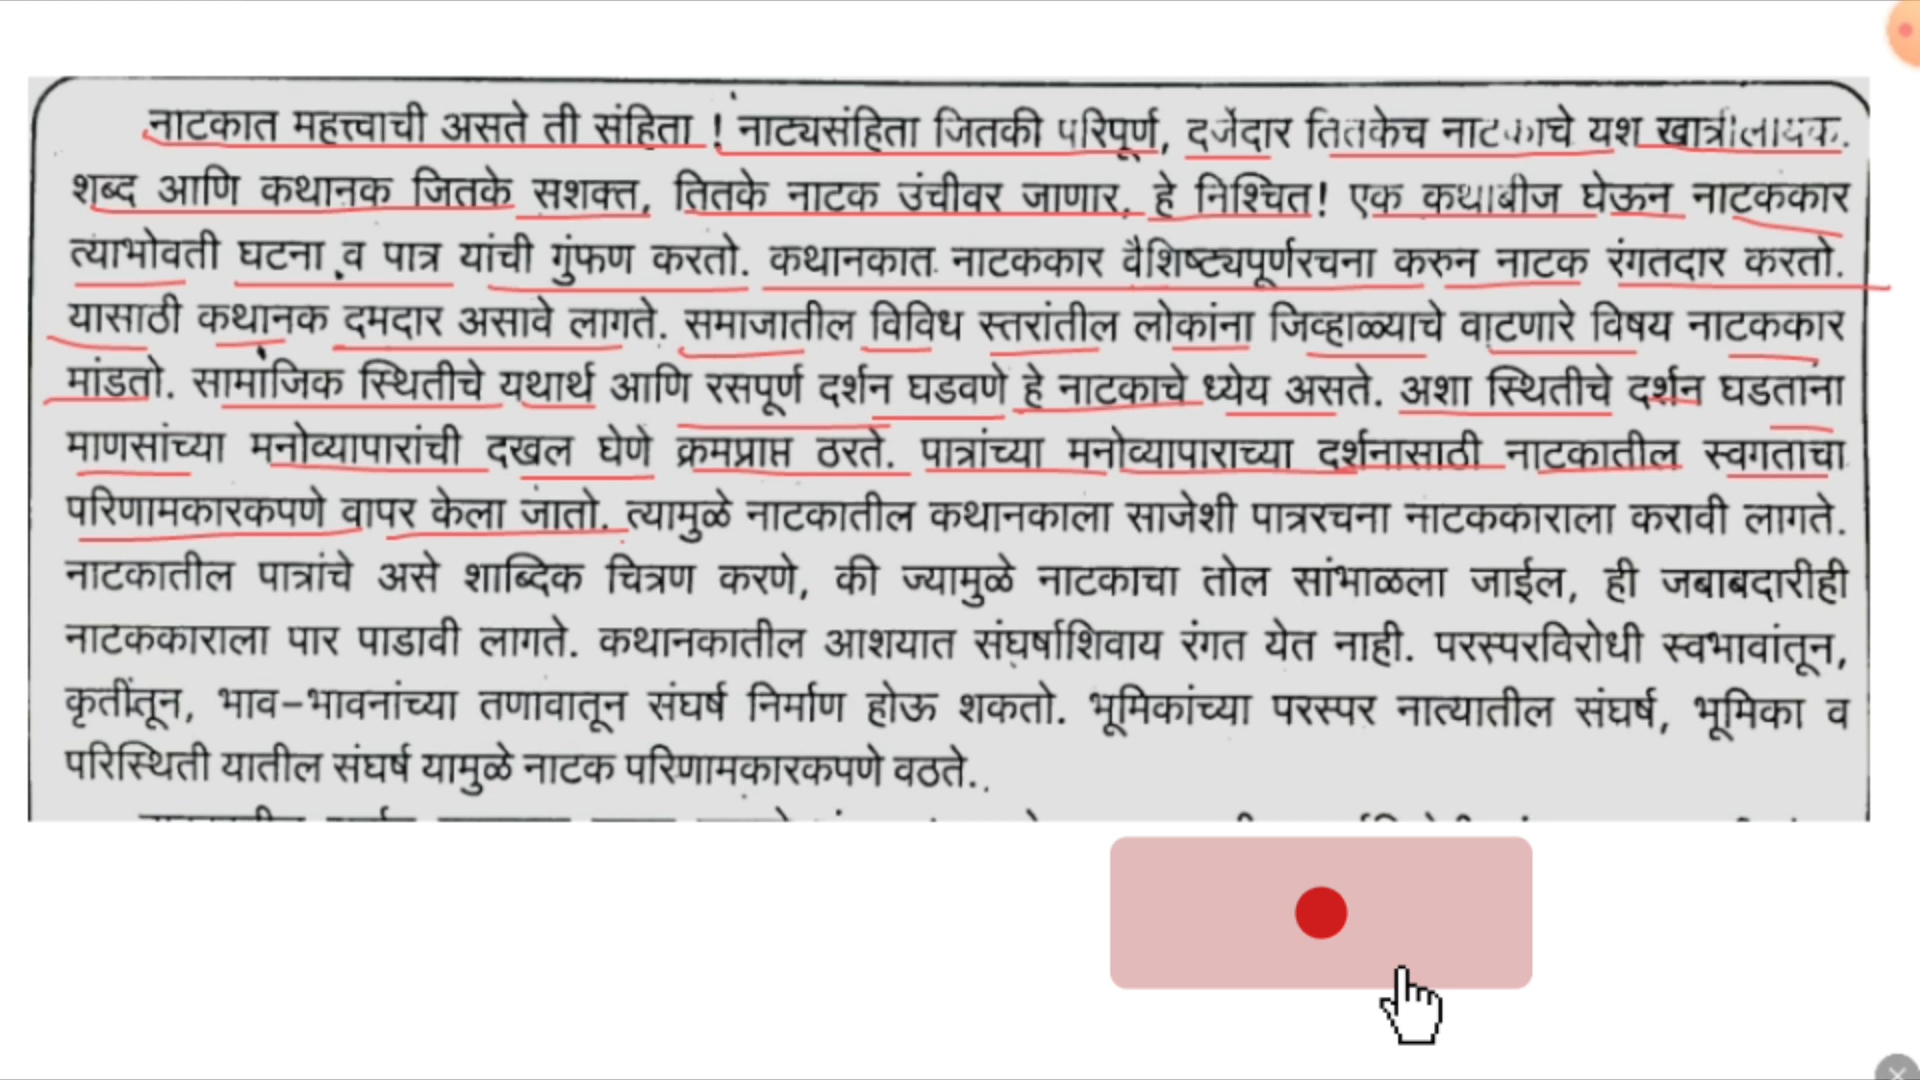 नाटकात महत्त्वाची असते ती संहिता ! नाट्यसंहिता जितकी परिपूर्ण, दर्जेदार तितकेच नाटकाचे यश खात्रीलायक.
शब्द आणि कथानक जितके सशक्त, तितके नाटक उंचीवर जाणार, हे निश्चित! एक कथाबीज घेऊन नाटककार
त्याभोवती घटना व पात्र यांची गुंफण करतो. कथानकात नाटककार वैशिष्ट्यपूर्णरचना करुन नाटक रंगतदार करतो.
यासाठी कथानक दमदार असावे लागते. समाजातील विविध स्तरांतील लोकांना जिव्हाळ्याचे वाटणारे विषय नाटककार
मांडतो. सामाजिक स्थितीचे यथार्थ आणि रसपूर्ण दर्शन घडवणे हे नाटकाचे ध्येय असते. अशा स्थितीचे दर्शन घडताना
माणसांच्या मनोव्यापारांची दखल घेणे क्रमप्राप्त ठरते. पात्रांच्या मनोव्यापाराच्या दर्शनासाठी नाटकातील स्वगताचा
परिणामकारकपणे वापर केला जातो. त्यामुळे नाटकातील कथानकाला साजेशी पात्ररचना नाटककाराला करावी लागते.
नाटकातील पात्रांचे असे शाब्दिक चित्रण करणे, की ज्यामुळे नाटकाचा तोल सांभाळला जाईल, ही जबाबदारीही
नाटककाराला पार पाडावी लागते. कथानकातील आशयात संघर्षाशिवाय रंगत येत नाही. परस्परविरोधी स्वभावांतून,
कृतींतून, भाव-भावनांच्या तणावातून संघर्ष निर्माण होऊ शकतो. भूमिकांच्या परस्पर नात्यातील संघर्ष, भूमिका व
परिस्थिती यातील संघर्ष यामुळे नाटक परिणामकारकपणे वठते.